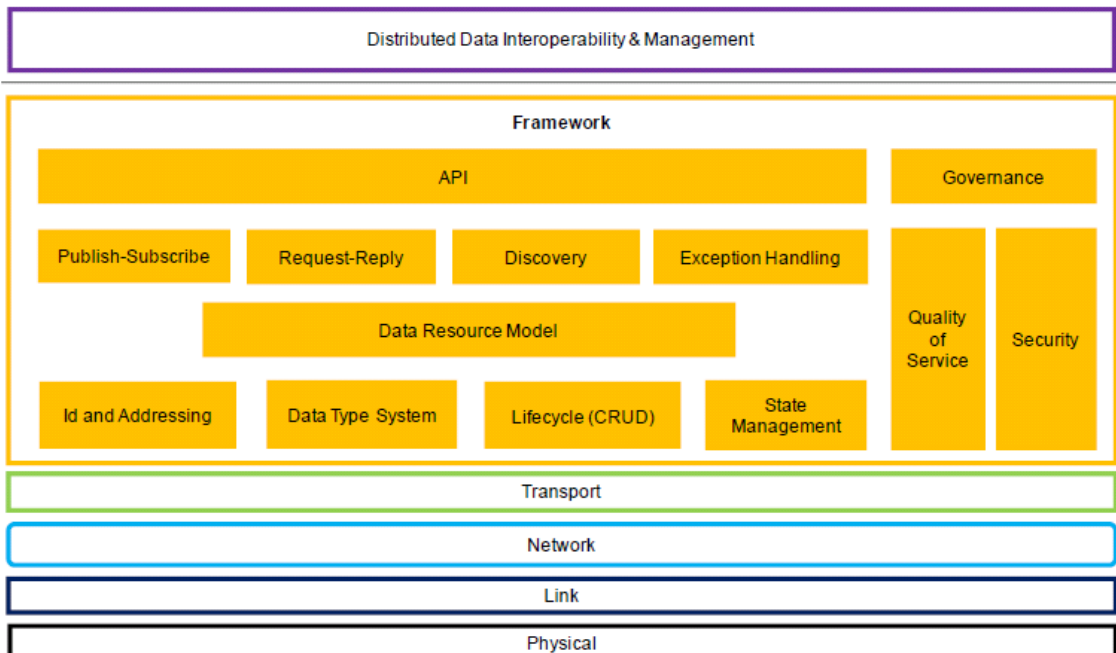 Distributed Data Interoperability & Management
Framework
API
Governance
Publish-Subscribe
Request-Reply
Discovery
Exception Handling
Data Resource Model
Quality
of
Service
Security
Id and Addressing
Data Type System
Lifecycle (CRUD)
State
Management
Transport
Network
Link
Physical